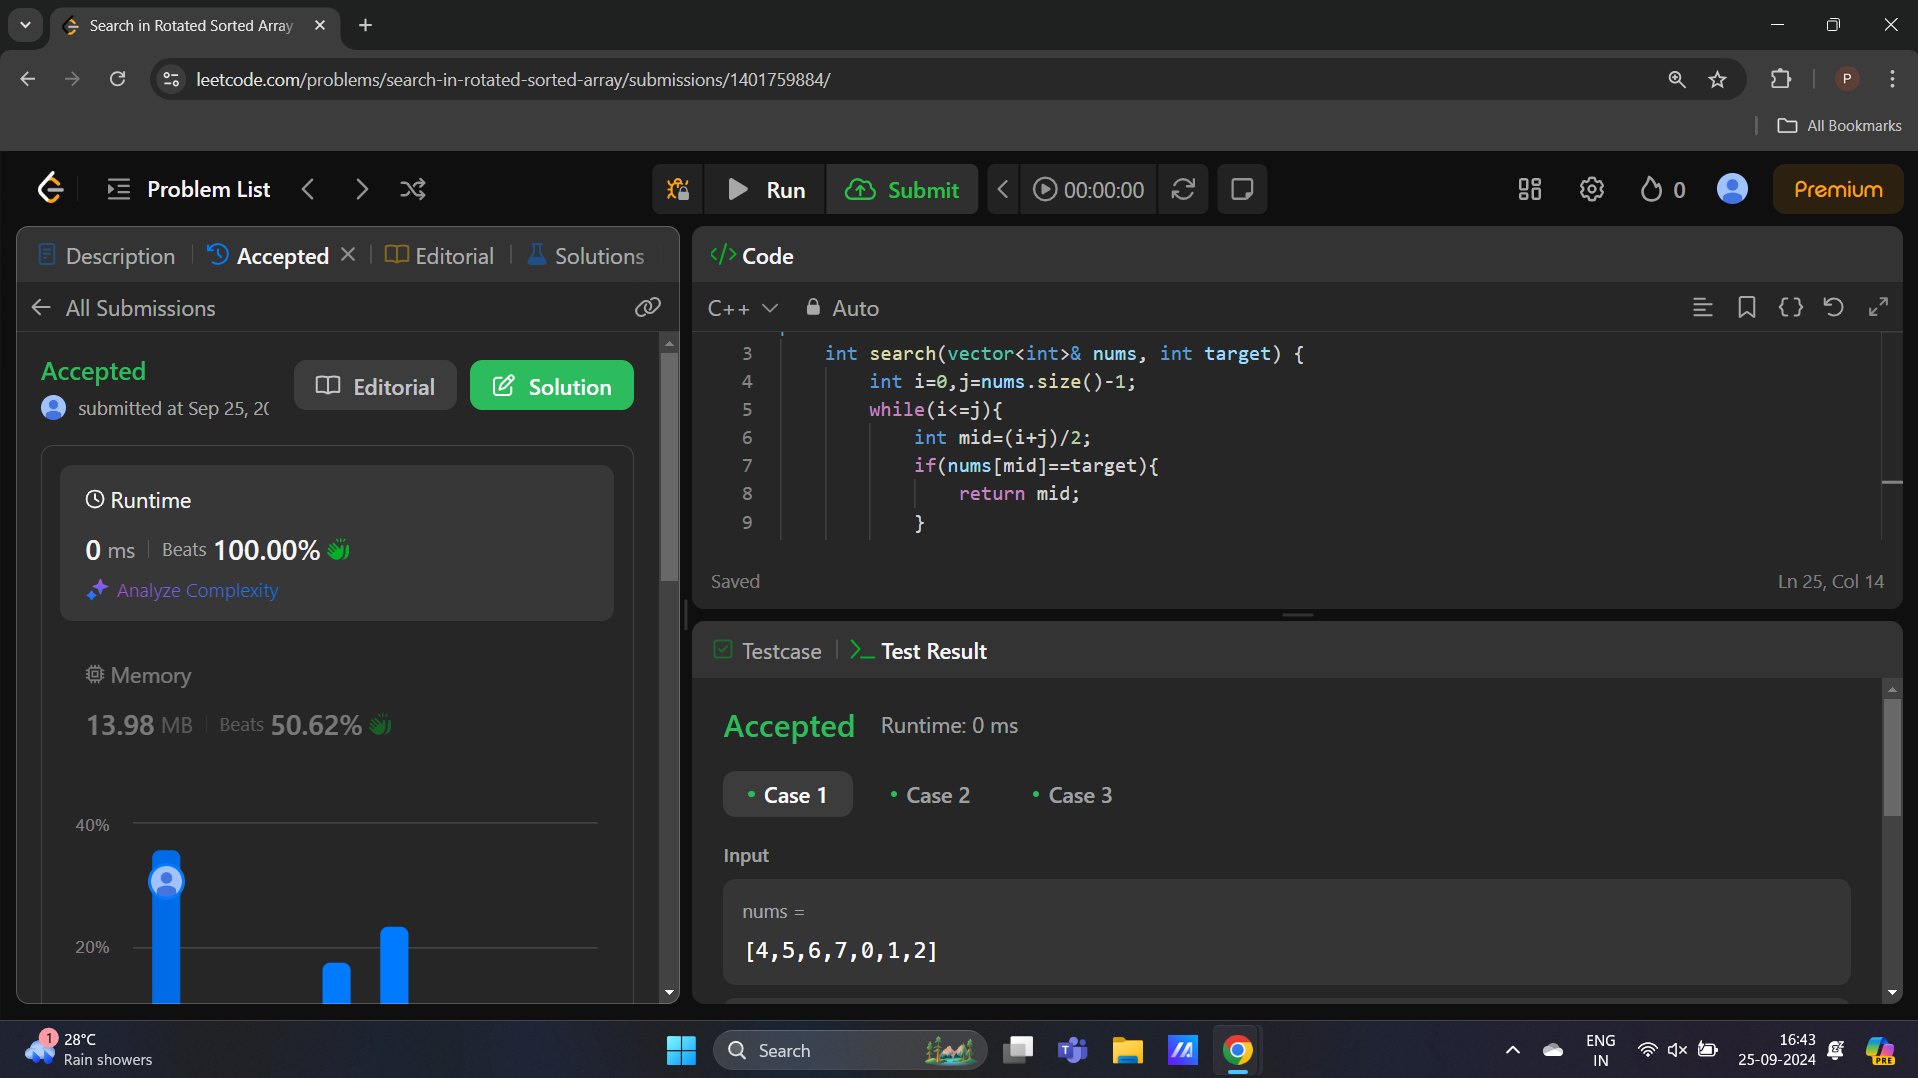 Search in Rotated Sorted Array
leetcode.com/problems/search-in-rotated-sorted-array/submissions/1401759884/
P
All Bookmarks
Problem List
Run
Submit
00:00:00
0
Premium
Description
Accepted
Editorial
Solutions
All Submissions
Accepted
submitted at Sep 25, 20
Editorial
Solution
Runtime
0 ms
Beats 100.00%
Analyze Complexity
Memory
13.98 MB
Beats 50.62%
40%
20%
</> Code
C++
Auto
3 int search(vector<int>& nums, int target) {
4 int i=0,j=nums.size()-1;
5 while(i<=j){
6 int mid=(i+j)/2;
7 if(nums[mid]==target){
8 return mid;
9 }
Saved
Ln 25, Col 14
Testcase
Test Result
Accepted
Runtime: 0 ms
Case 1
Case 2
Case 3
Input
nums =
[4,5,6,7,0,1,2]
1
28°C
Rain showers
Search
ENG
IN
16:43
25-09-2024
PRE